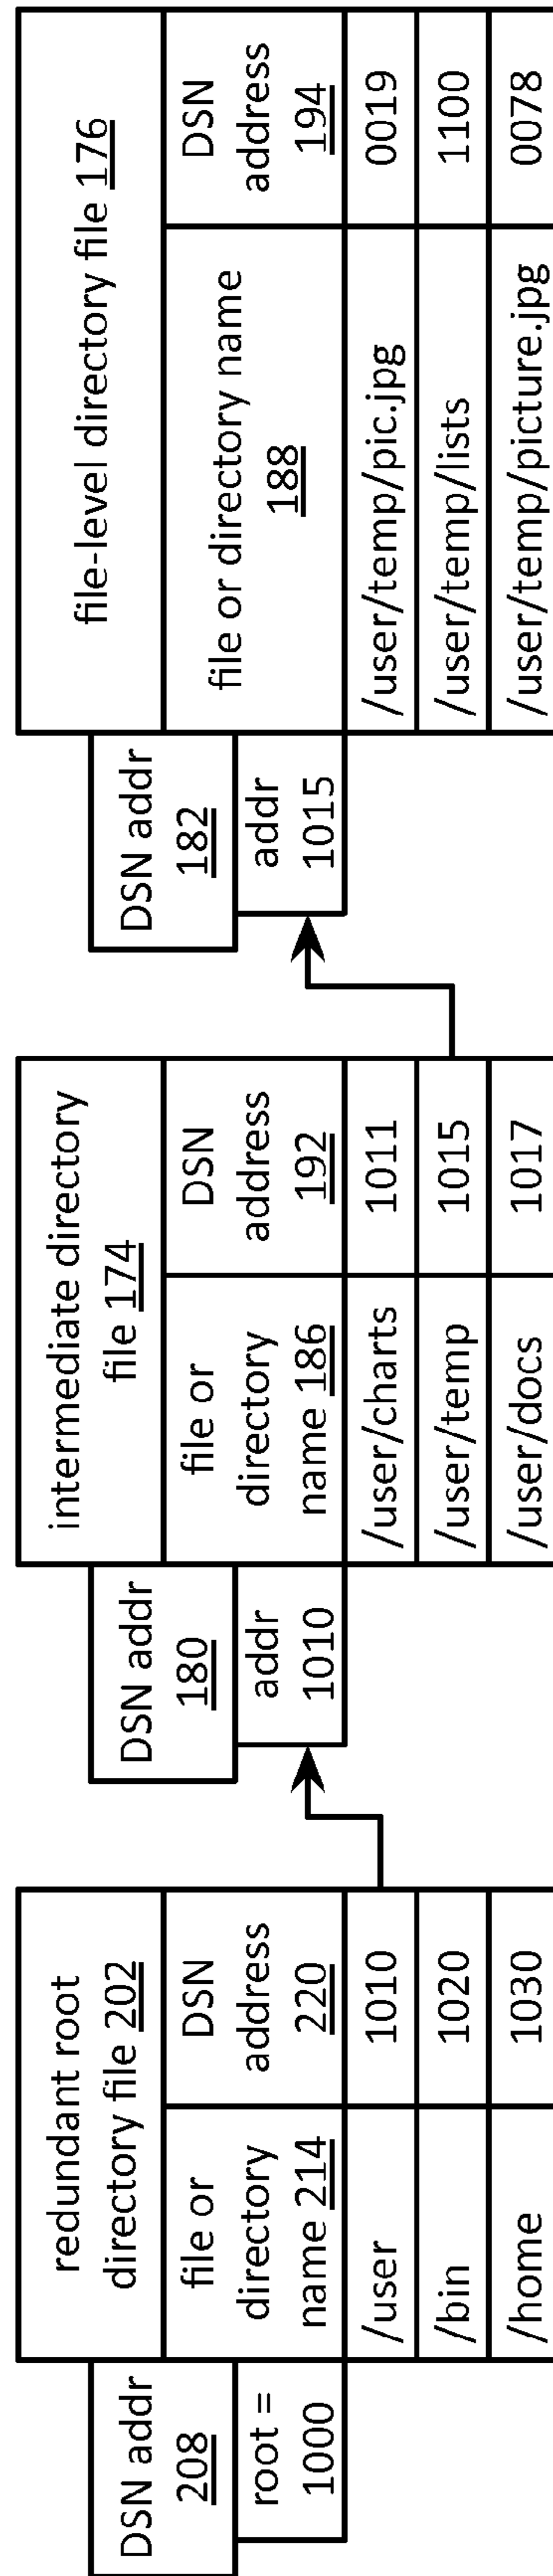 DSN addr
208
root =
1000
redundant root
directory file 202
file or
directory
name 214
DSN
address
220
/user
1010
/bin
1020
/home
1030
DSN addr
180
addr
1010
intermediate directory
file 174
file or
directory
name 186
DSN
address
192
/user/charts
1011
/user/temp
1015
/user/docs
1017
DSN addr
182
addr
1015
file-level directory file 176
file or directory name
188
DSN
address
194
/user/temp/pic.jpg
0019
/user/temp/lists
1100
/user/temp/picture.jpg
0078